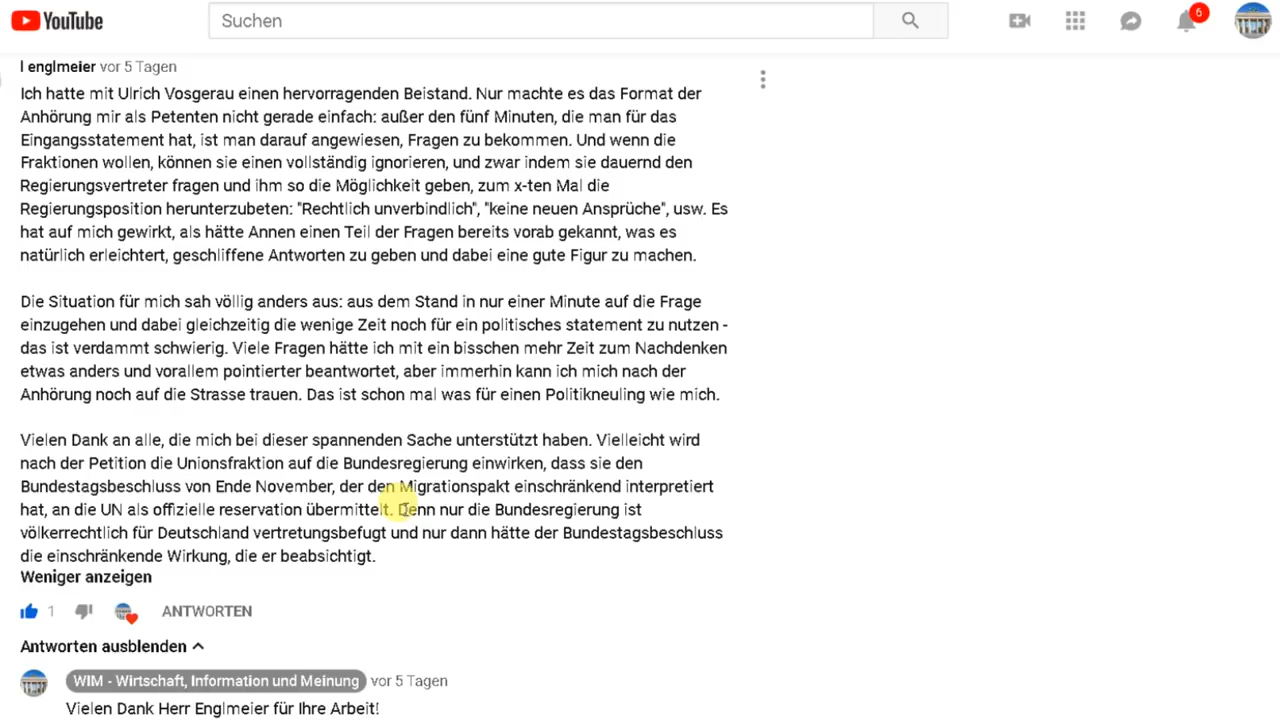 YouTube
Suchen
6
l englmeier vor 5 Tagen
Ich hatte mit Ulrich Vosgerau einen hervorragenden Beistand. Nur machte es das Format der
Anhörung mir als Petenten nicht gerade einfach: außer den fünf Minuten, die man für das
Eingangsstatement hat, ist man darauf angewiesen, Fragen zu bekommen. Und wenn die
Fraktionen wollen, können sie einen vollständig ignorieren, und zwar indem sie dauernd den
Regierungsvertreter fragen und ihm so die Möglichkeit geben, zum x-ten Mal die
Regierungsposition herunterzubeten: "Rechtlich unverbindlich", "keine neuen Ansprüche", usw. Es
hat auf mich gewirkt, als hätte Annen einen Teil der Fragen bereits vorab gekannt, was es
natürlich erleichtert, geschliffene Antworten zu geben und dabei eine gute Figur zu machen.
Die Situation für mich sah völlig anders aus: aus dem Stand in nur einer Minute auf die Frage
einzugehen und dabei gleichzeitig die wenige Zeit noch für ein politisches statement zu nutzen -
das ist verdammt schwierig. Viele Fragen hätte ich mit ein bisschen mehr Zeit zum Nachdenken
etwas anders und vorallem pointierter beantwortet, aber immerhin kann ich mich nach der
Anhörung noch auf die Strasse trauen. Das ist schon mal was für einen Politikneuling wie mich.
Vielen Dank an alle, die mich bei dieser spannenden Sache unterstützt haben. Vielleicht wird
nach der Petition die Unionsfraktion auf die Bundesregierung einwirken, dass sie den
Bundestagsbeschluss von Ende November, der den Migrationspakt einschränkend interpretiert
hat, an die UN als offizielle reservation übermittelt. Denn nur die Bundesregierung ist
völkerrechtlich für Deutschland vertretungsbefugt und nur dann hätte der Bundestagsbeschluss
die einschränkende Wirkung, die er beabsichtigt.
Weniger anzeigen
1 ANTWORTEN
Antworten ausblenden
WIM - Wirtschaft, Information und Meinung vor 5 Tagen
Vielen Dank Herr Englmeier für Ihre Arbeit!